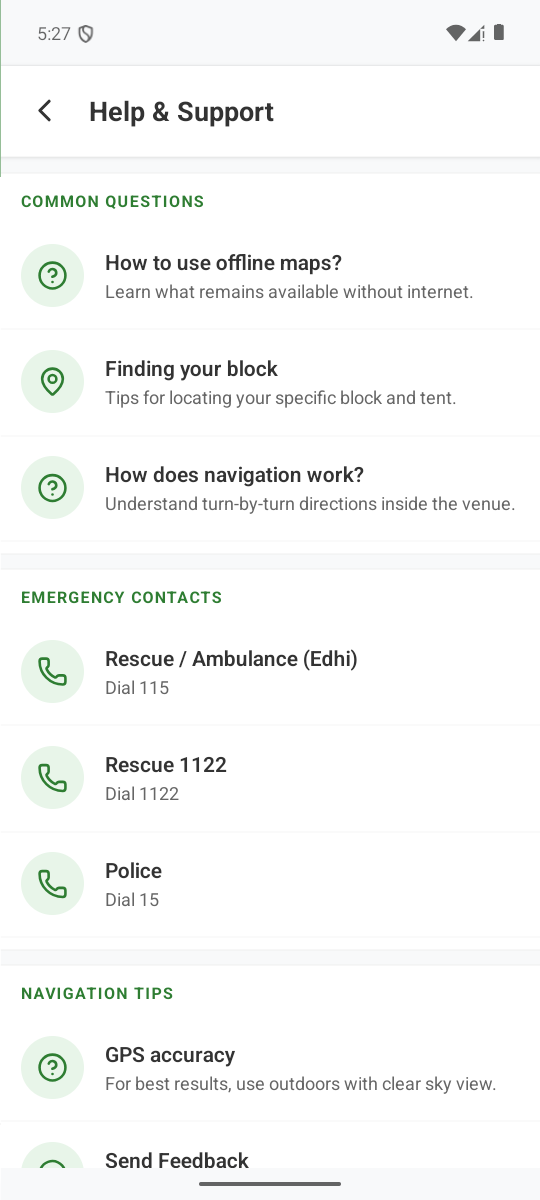 5:27
Help & Support
COMMON QUESTIONS
How to use offline maps?
Learn what remains available without internet.
Finding your block
Tips for locating your specific block and tent.
How does navigation work?
Understand turn-by-turn directions inside the venue.
EMERGENCY CONTACTS
Rescue / Ambulance (Edhi)
Dial 115
Rescue 1122
Dial 1122
Police
Dial 15
NAVIGATION TIPS
GPS accuracy
For best results, use outdoors with clear sky view.
Send Feedback